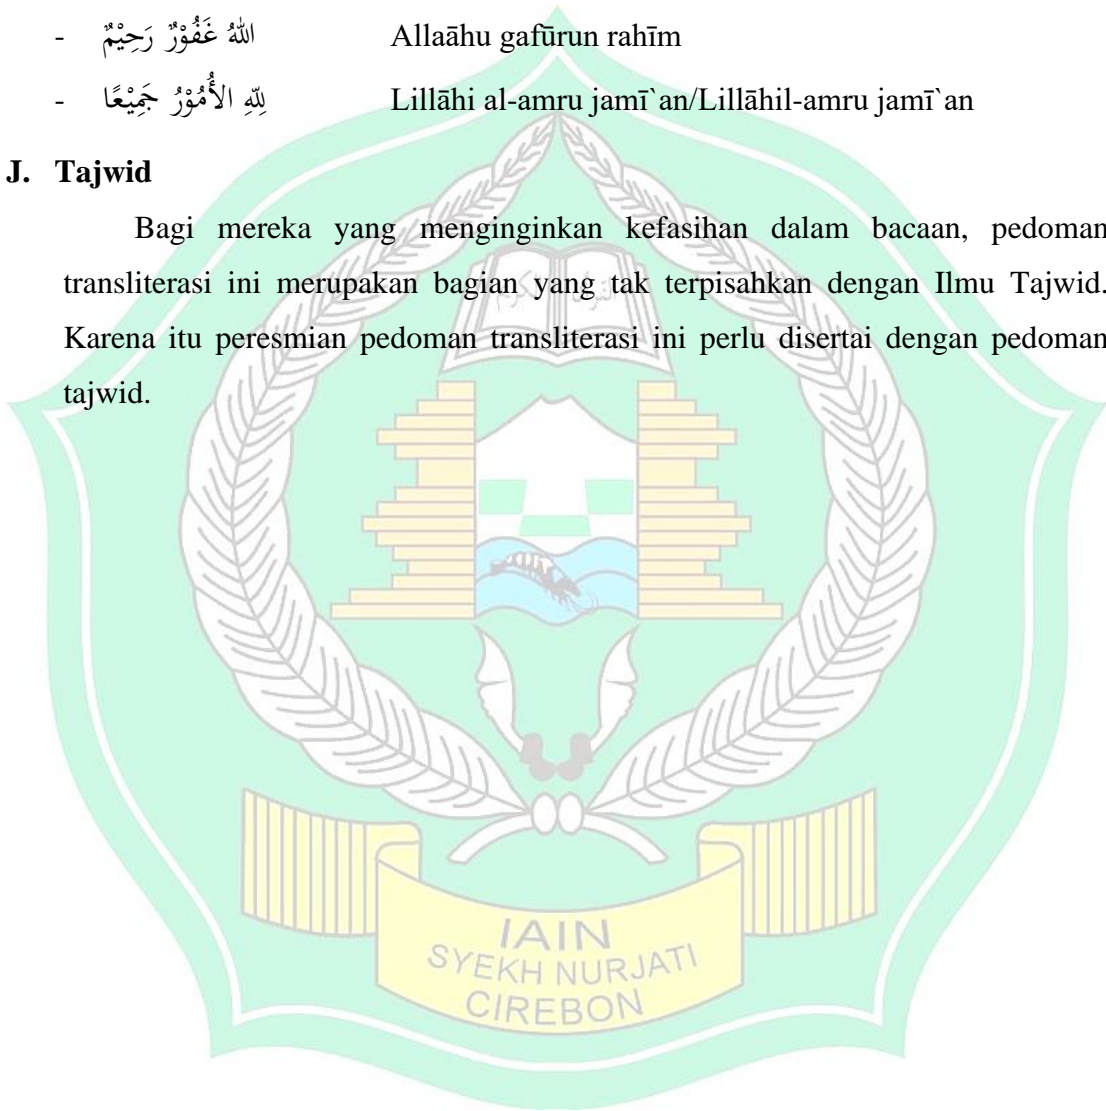 - اللهُ غَفُوْرٌ رَحِيْمٌ Allaāhu gafūrun rahīm
- لِلّهِ الأُمُوْرُ جَمِيْعًا Lillāhi al-amru jamī`an/Lillāhil-amru jamī`an
J. Tajwid
Bagi mereka yang menginginkan kefasihan dalam bacaan, pedoman
transliterasi ini merupakan bagian yang tak terpisahkan dengan Ilmu Tajwid.
Karena itu peresmian pedoman transliterasi ini perlu disertai dengan pedoman
tajwid.
IAIN
SYEKH NURJATI
CIREBON